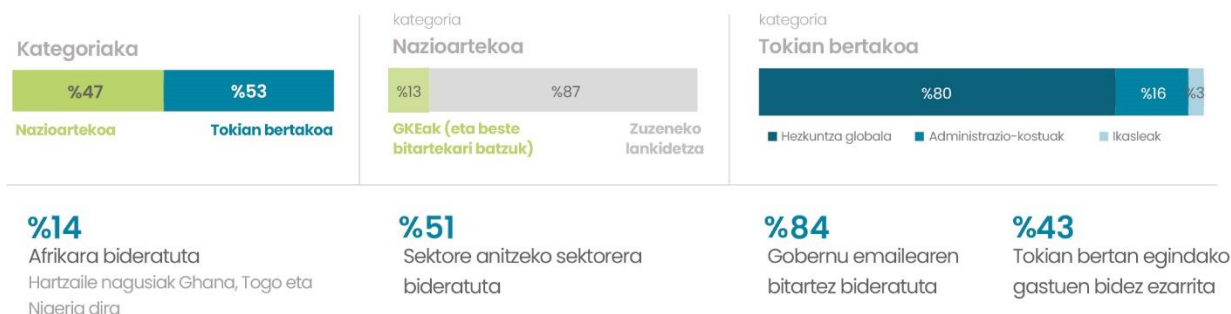 Kategoriaka
%47
%53
Nazioartekoa
Tokian bertakoa
kategoria
Nazioartekoa
%13
%87
GKEak (eta beste
bitartekari batzuk)
Zuzeneko
lankidetza
kategoria
Tokian bertakoa
%80
%16
%3
Hezkuntza globala
Administrazio-kostuak
Ikasleak
%14
Afrikara bideratuta
Hartzaile nagusiak Ghana, Togo eta
Nigeria dira
%51
Sektore anitzeko sektorera
bideratuta
%84
Gobernu emailearen
bitartez bideratuta
%43
Tokian bertan egindako
gastuen bidez ezarrita